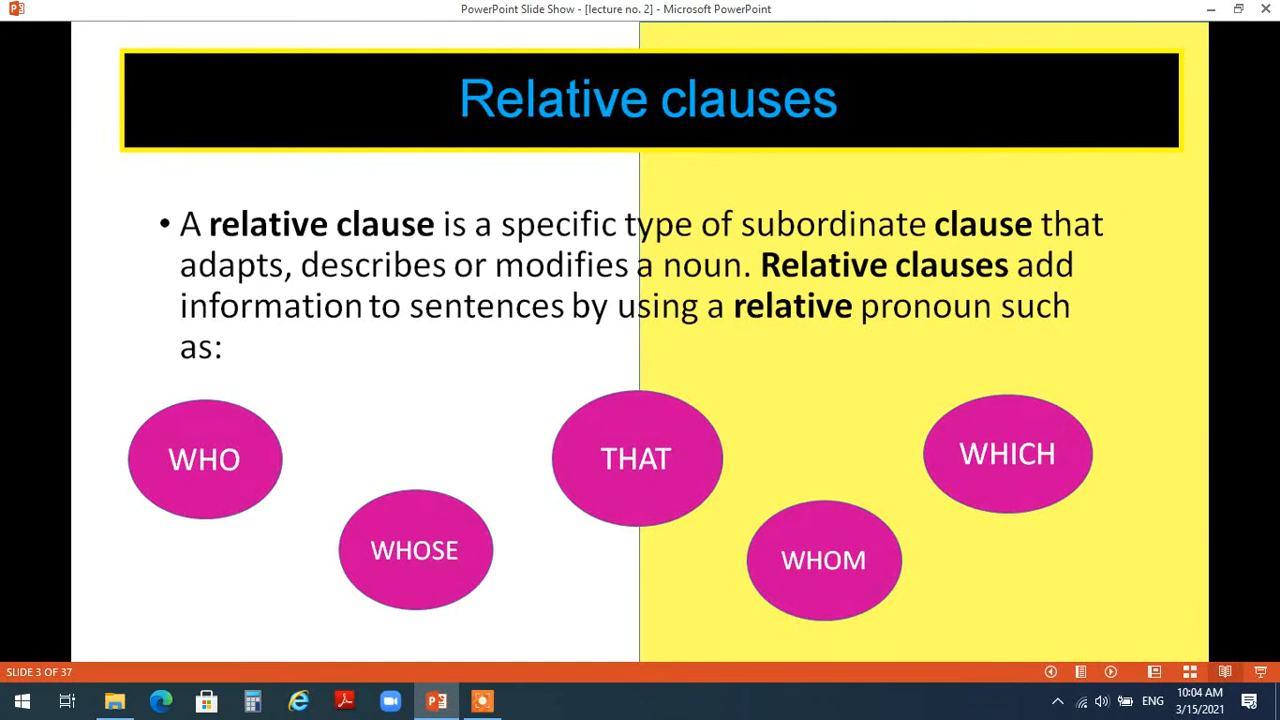 PowerPoint Slide Show - [lecture no. 2] - Microsoft PowerPoint
Relative clauses
• A relative clause is a specific type of subordinate clause that
adapts, describes or modifies a noun. Relative clauses add
information to sentences by using a relative pronoun such
as:
WHO
THAT
WHICH
WHOSE
WHOM
SLIDE 3 OF 37
ENG
10:04 AM
3/15/2021